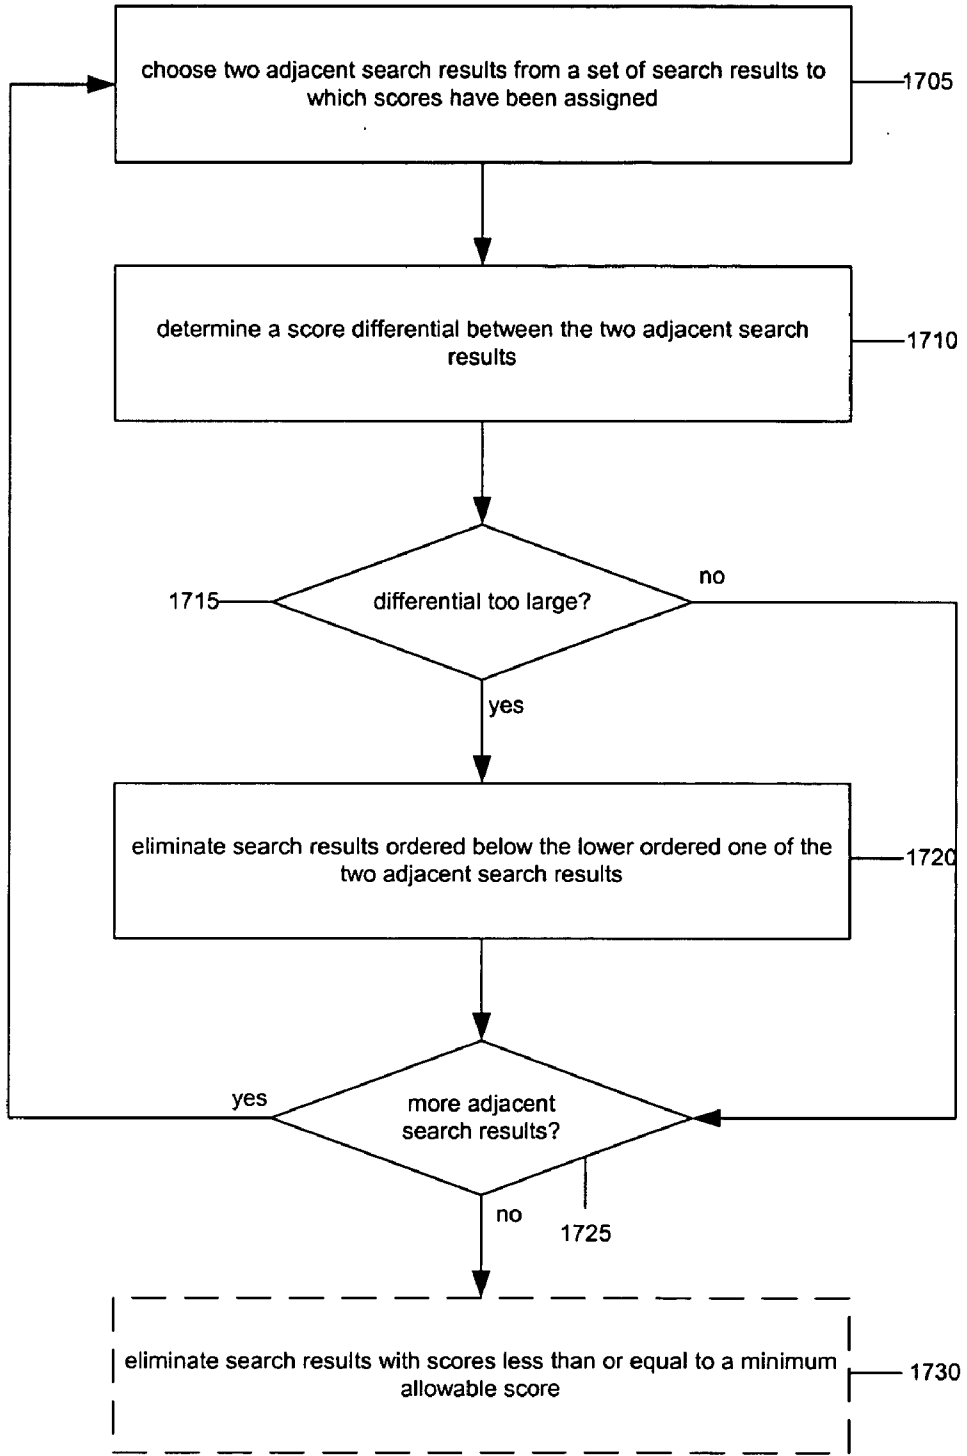 choose two adjacent search results from a set of search results to
which scores have been assigned
1705
determine a score differential between the two adjacent search
results
1710
1715
differential too large?
no
yes
eliminate search results ordered below the lower ordered one of the
two adjacent search results
1720
yes
more adjacent
search results?
no
1725
eliminate search results with scores less than or equal to a minimum
allowable score
1730